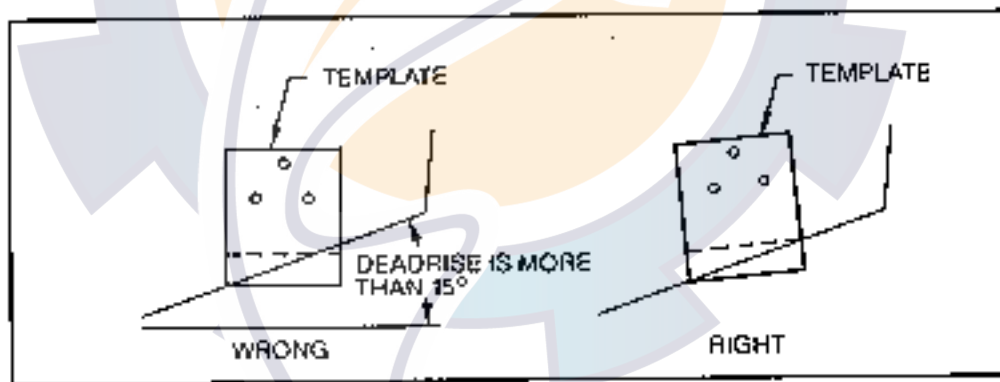 TEMPLATE
TEMPLATE
DEADRISE IS MORE
THAN 15°
WRONG
RIGHT